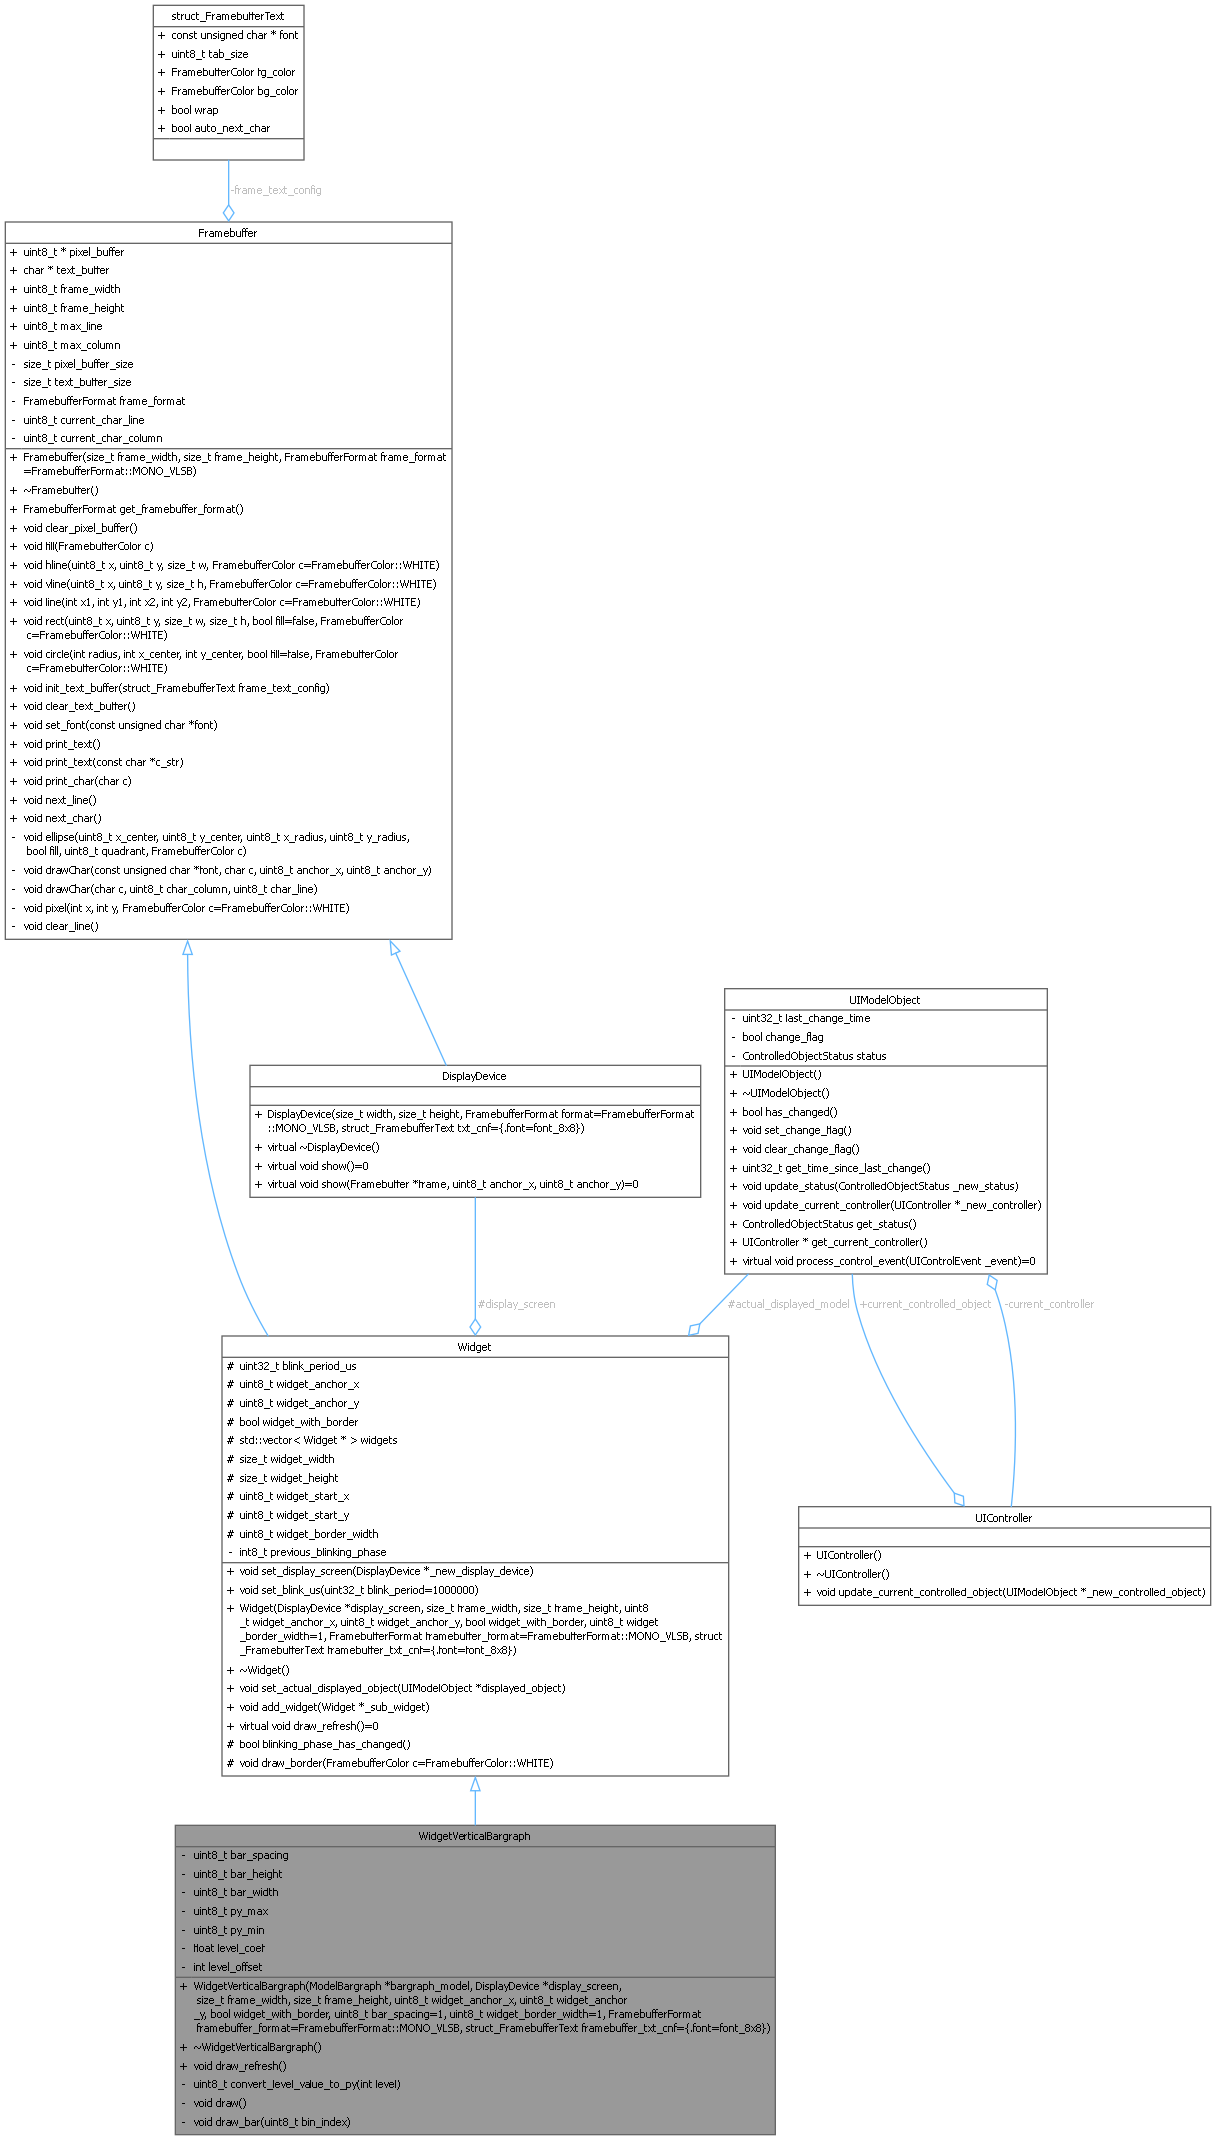 struct_FramebufferText
+ const unsigned char * font
+ uint8_t tab_size
+ FramebufferColor fg_color
+ FramebufferColor bg_color
+ bool wrap
+ bool auto_next_char
-frame_text_config
Framebuffer
+ uint8_t * pixel_buffer
+ char * text_buffer
+ uint8_t frame_width
+ uint8_t frame_height
+ uint8_t max_line
+ uint8_t max_column
- size_t pixel_buffer_size
- size_t text_buffer_size
- FramebufferFormat frame_format
- uint8_t current_char_line
- uint8_t current_char_column
+ Framebuffer(size_t frame_width, size_t frame_height, FramebufferFormat frame_format
=FramebufferFormat::MONO_VLSB)
+ ~Framebuffer()
+ FramebufferFormat get_framebuffer_format()
+ void clear_pixel_buffer()
+ void fill(FramebufferColor c)
+ void hline(uint8_t x, uint8_t y, size_t w, FramebufferColor c=FramebufferColor::WHITE)
+ void vline(uint8_t x, uint8_t y, size_t h, FramebufferColor c=FramebufferColor::WHITE)
+ void line(int x1, int y1, int x2, int y2, FramebufferColor c=FramebufferColor::WHITE)
+ void rect(uint8_t x, uint8_t y, size_t w, size_t h, bool fill=false, FramebufferColor
c=FramebufferColor::WHITE)
+ void circle(int radius, int x_center, int y_center, bool fill=false, FramebufferColor
c=FramebufferColor::WHITE)
+ void init_text_buffer(struct_FramebufferText frame_text_config)
+ void clear_text_buffer()
+ void set_font(const unsigned char *font)
+ void print_text()
+ void print_text(const char *c_str)
+ void print_char(char c)
+ void next_line()
+ void next_char()
- void ellipse(uint8_t x_center, uint8_t y_center, uint8_t x_radius, uint8_t y_radius,
bool fill, uint8_t quadrant, FramebufferColor c)
- void drawChar(const unsigned char *font, char c, uint8_t anchor_x, uint8_t anchor_y)
- void drawChar(char c, uint8_t char_column, uint8_t char_line)
- void pixel(int x, int y, FramebufferColor c=FramebufferColor::WHITE)
- void clear_line()
UIModelObject
- uint32_t last_change_time
- bool change_flag
- ControlledObjectStatus status
+ UIModelObject()
+ ~UIModelObject()
+ bool has_changed()
+ void set_change_flag()
+ void clear_change_flag()
+ uint32_t get_time_since_last_change()
+ void update_status(ControlledObjectStatus _new_status)
+ void update_current_controller(UIController *_new_controller)
+ ControlledObjectStatus get_status()
+ UIController * get_current_controller()
+ virtual void process_control_event(UIControlEvent _event)=0
DisplayDevice
+ DisplayDevice(size_t width, size_t height, FramebufferFormat format=FramebufferFormat
::MONO_VLSB, struct_FramebufferText txt_cnf={.font=font_8x8})
+ virtual ~DisplayDevice()
+ virtual void show()=0
+ virtual void show(Framebuffer *frame, uint8_t anchor_x, uint8_t anchor_y)=0
#display_screen
#actual_displayed_model
+current_controlled_object
-current_controller
Widget
# uint32_t blink_period_us
# uint8_t widget_anchor_x
# uint8_t widget_anchor_y
# bool widget_with_border
# std::vector< Widget * > widgets
# size_t widget_width
# size_t widget_height
# uint8_t widget_start_x
# uint8_t widget_start_y
# uint8_t widget_border_width
- int8_t previous_blinking_phase
+ void set_display_screen(DisplayDevice *_new_display_device)
+ void set_blink_us(uint32_t blink_period=1000000)
+ Widget(DisplayDevice *display_screen, size_t frame_width, size_t frame_height, uint8
_t widget_anchor_x, uint8_t widget_anchor_y, bool widget_with_border, uint8_t widget
_border_width=1, FramebufferFormat framebuffer_format=FramebufferFormat::MONO_VLSB, struct
_FramebufferText framebuffer_txt_cnf={.font=font_8x8})
+ ~Widget()
+ void set_actual_displayed_object(UIModelObject *displayed_object)
+ void add_widget(Widget *_sub_widget)
+ virtual void draw_refresh()=0
# bool blinking_phase_has_changed()
# void draw_border(FramebufferColor c=FramebufferColor::WHITE)
UIController
+ UIController()
+ ~UIController()
+ void update_current_controlled_object(UIModelObject *_new_controlled_object)
WidgetVerticalBargraph
- uint8_t bar_spacing
- uint8_t bar_height
- uint8_t bar_width
- uint8_t py_max
- uint8_t py_min
- float level_coef
- int level_offset
+ WidgetVerticalBargraph(ModelBargraph *bargraph_model, DisplayDevice *display_screen,
size_t frame_width, size_t frame_height, uint8_t widget_anchor_x, uint8_t widget_anchor
_y, bool widget_with_border, uint8_t bar_spacing=1, uint8_t widget_border_width=1, FramebufferFormat
framebuffer_format=FramebufferFormat::MONO_VLSB, struct_FramebufferText framebuffer_txt_cnf={.font=font_8x8})
+ ~WidgetVerticalBargraph()
+ void draw_refresh()
- uint8_t convert_level_value_to_py(int level)
- void draw()
- void draw_bar(uint8_t bin_index)